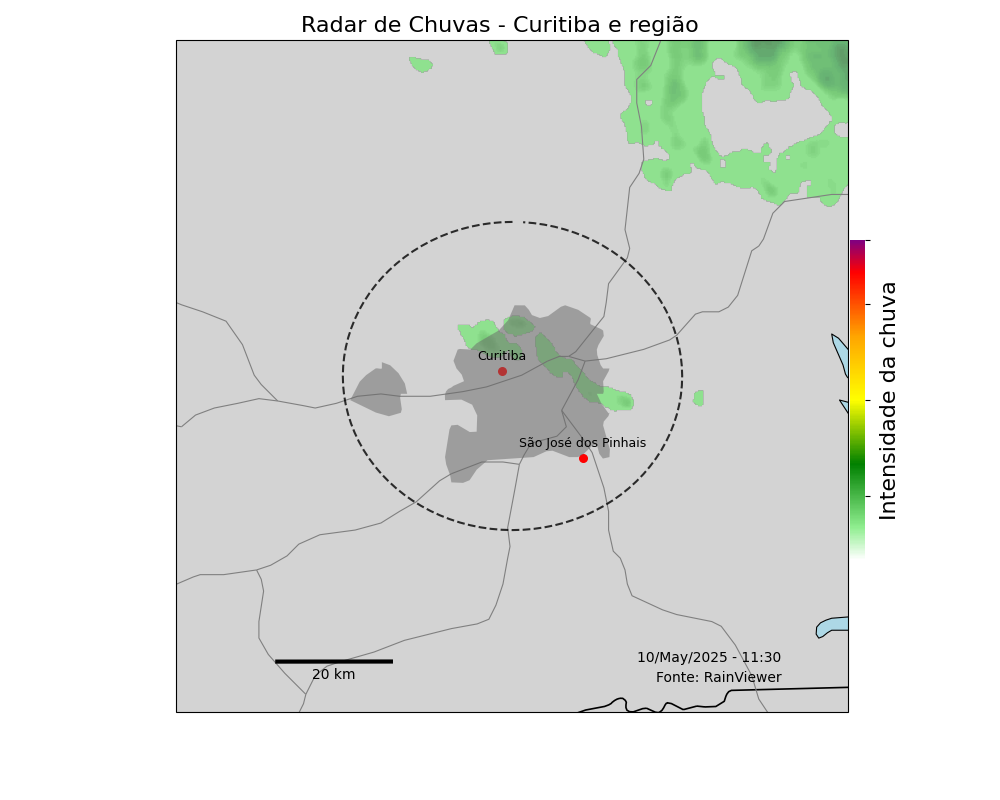 Radar de Chuvas - Curitiba e região
Curitiba
São José dos Pinhais
Intensidade da chuva
10/May/2025 - 11:30
Fonte: RainViewer
20 km